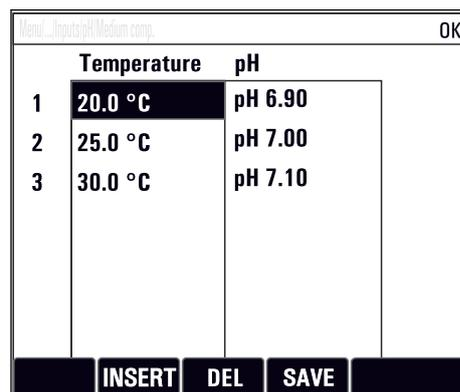 Menu/.../Inputs/pH/Medium comp. OK
Temperature pH
1 20.0 °C pH 6.90
2 25.0 °C pH 7.00
3 30.0 °C pH 7.10
INSERT DEL SAVE